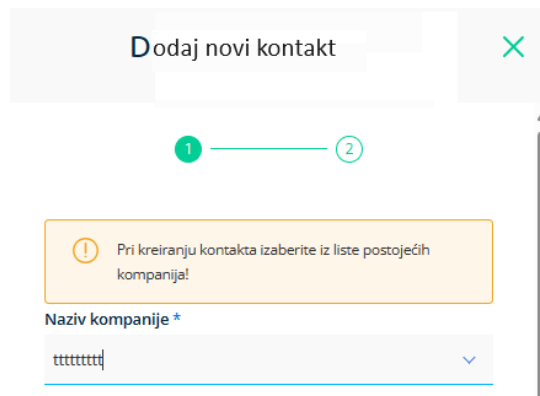 Dodaj novi kontakt
1
2
Pri kreiranju kontakta izaberite iz liste postojećih
kompanija!
Naziv kompanije *
ttttttttt